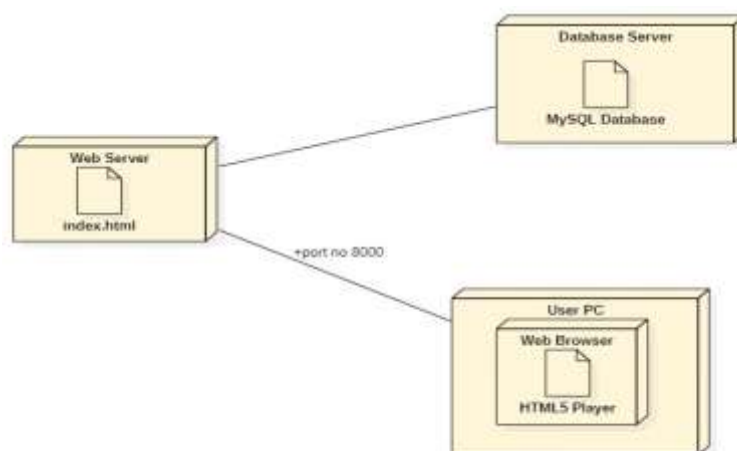 Database Server
MySQL Database
Web Server
index.html
+port no 8000
User PC
Web Browser
HTML5 Player